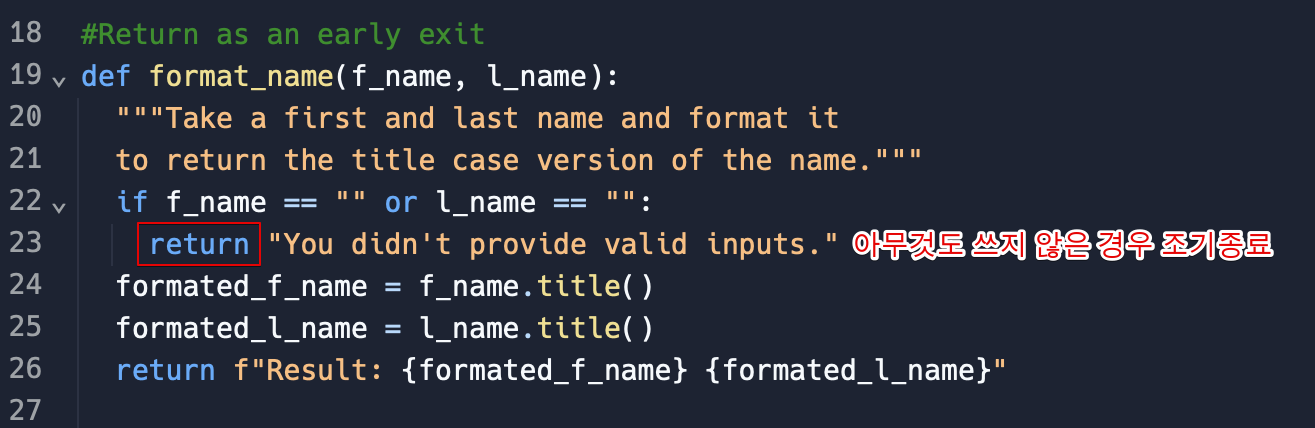 18 #Return as an early exit
19 def format_name(f_name, l_name):
20   """Take a first and last name and format it
21   to return the title case version of the name."""
22   if f_name == "" or l_name == "":
23     return "You didn't provide valid inputs." 아무것도 쓰지 않은 경우 조기종료
24   formated_f_name = f_name.title()
25   formated_l_name = l_name.title()
26   return f"Result: {formated_f_name} {formated_l_name}"
27